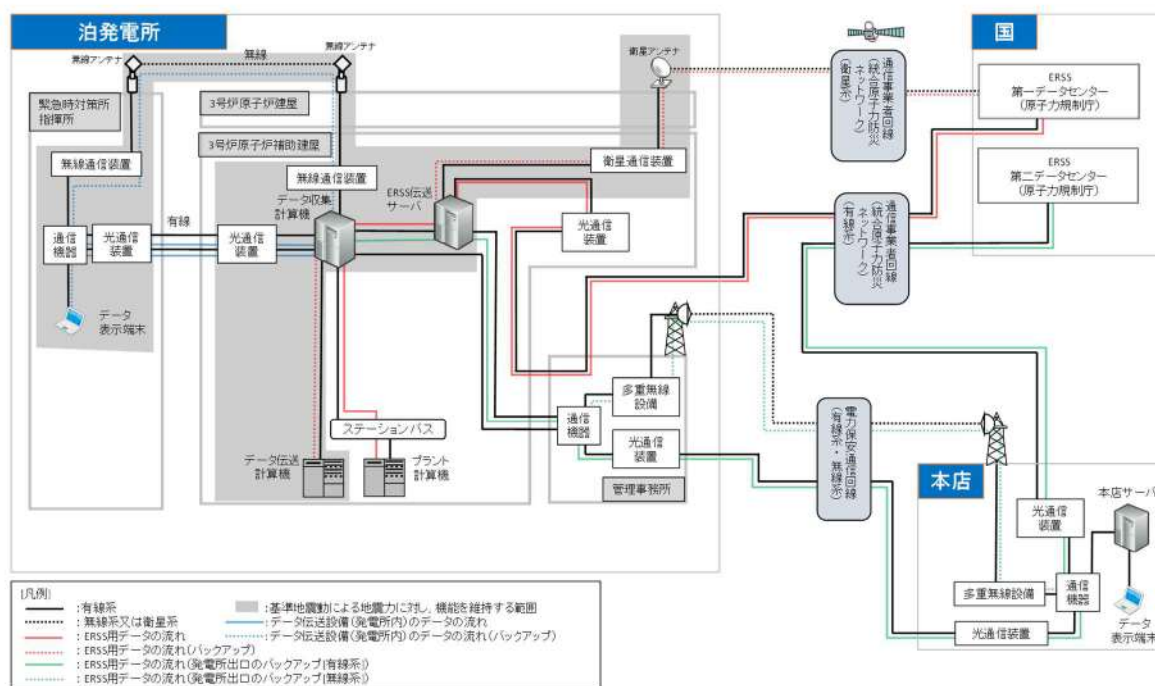 泊発電所
無線アンテナ
無線
無線アンテナ
衛星アンテナ
緊急時対策所
指揮所
3号炉原子炉建屋
3号炉原子炉補助建屋
無線通信装置
無線通信装置
衛星通信装置
データ収集
計算機
ERSS伝送
サーバ
有線
通信
機器
光通信
装置
光通信
装置
光通信
装置
データ
表示端末
ステーションバス
データ伝送
計算機
プラント
計算機
多重無線
設備
通信
機器
光通信
装置
管理事務所
通信事業者回線
(統合原子力防災
ネットワーク)
(衛星系)
通信事業者回線
(統合原子力防災
ネットワーク)
(有線系)
電力保安通信回線
(有線系・無線系)
国
ERSS
第一データセンター
(原子力規制庁)
ERSS
第二データセンター
(原子力規制庁)
本店
本店サーバ
光通信
装置
多重無線設備
通信
機器
光通信装置
データ
表示端末
[凡例]
:有線系
:無線系又は衛星系
:ERSS用データの流れ
:ERSS用データの流れ(バックアップ)
:ERSS用データの流れ(発電所出口のバックアップ[有線系])
:ERSS用データの流れ(発電所出口のバックアップ[無線系])
:基準地震動による地震力に対し,機能を維持する範囲
:データ伝送設備(発電所内)のデータの流れ
:データ伝送設備(発電所内)のデータの流れ(バックアップ)